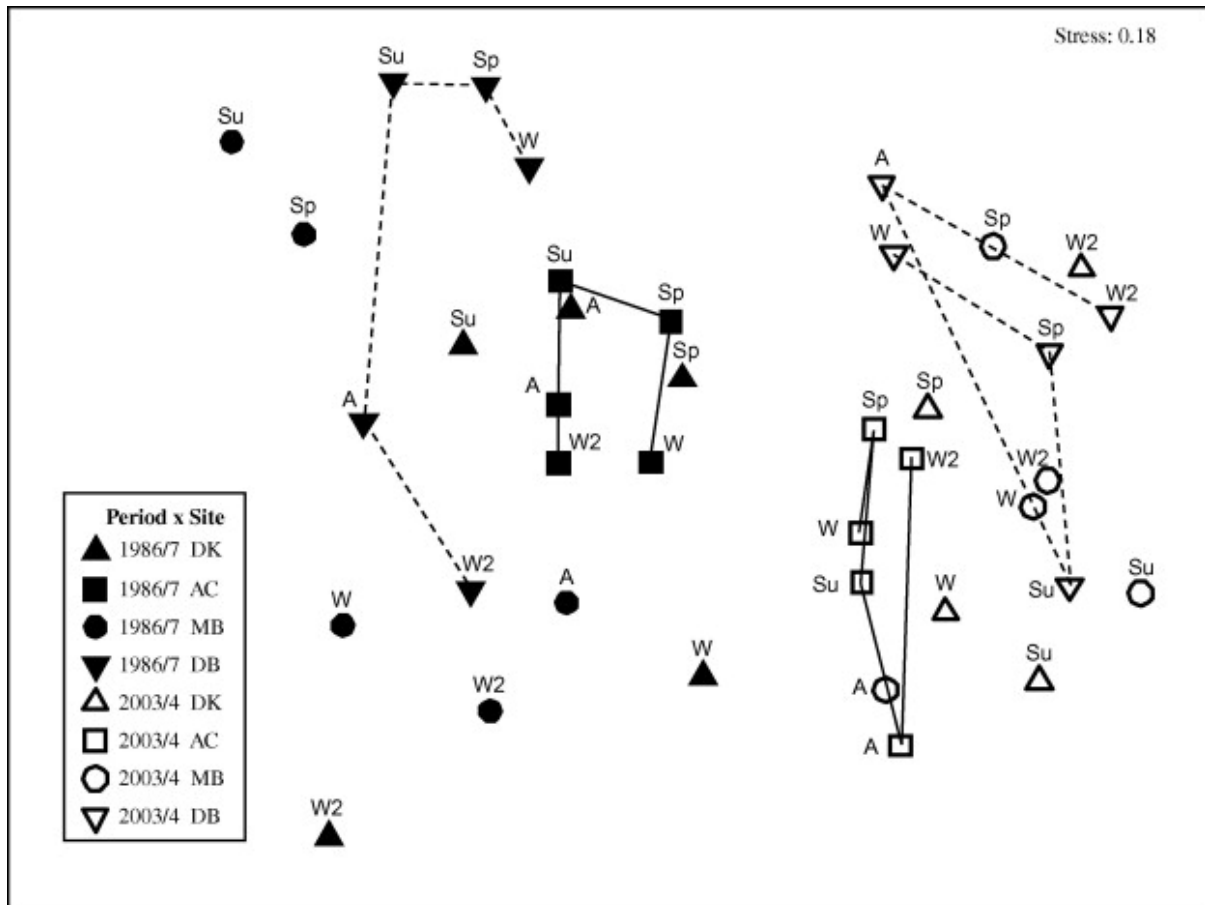 Stress: 0.18
Su
Sp
Su
W
A
Sp
Sp
W
W2
Su
Sp
W2
A
Su
Sp
Sp
Sp
A
A
Sp
W2
W
W2
W2
W
Period x Site
1986/7 DK
1986/7 AC
1986/7 MB
1986/7 DB
2003/4 DK
2003/4 AC
2003/4 MB
2003/4 DB
W
W2
A
Su
Su
Su
W
W
W
Su
W2
A
A
W2